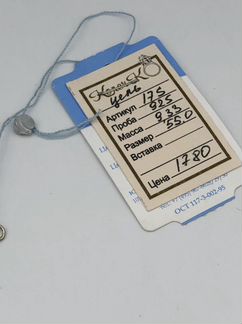 цепь
Артикул 175
Проба 925
Масса 9,33
Размер 55.0
Вставка
Цена 1780
ОСТ 117-3-002-95